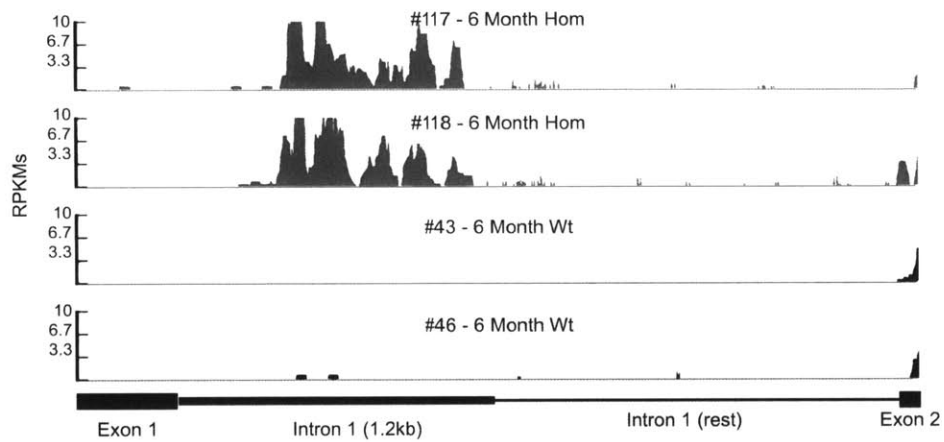 #117 - 6 Month Hom
10
6.7
3.3
#118 - 6 Month Hom
10
6.7
3.3
RPKMs
#43 - 6 Month Wt
10
6.7
3.3
#46 - 6 Month Wt
10
6.7
3.3
Exon 1
Intron 1 (1.2kb)
Intron 1 (rest)
Exon 2